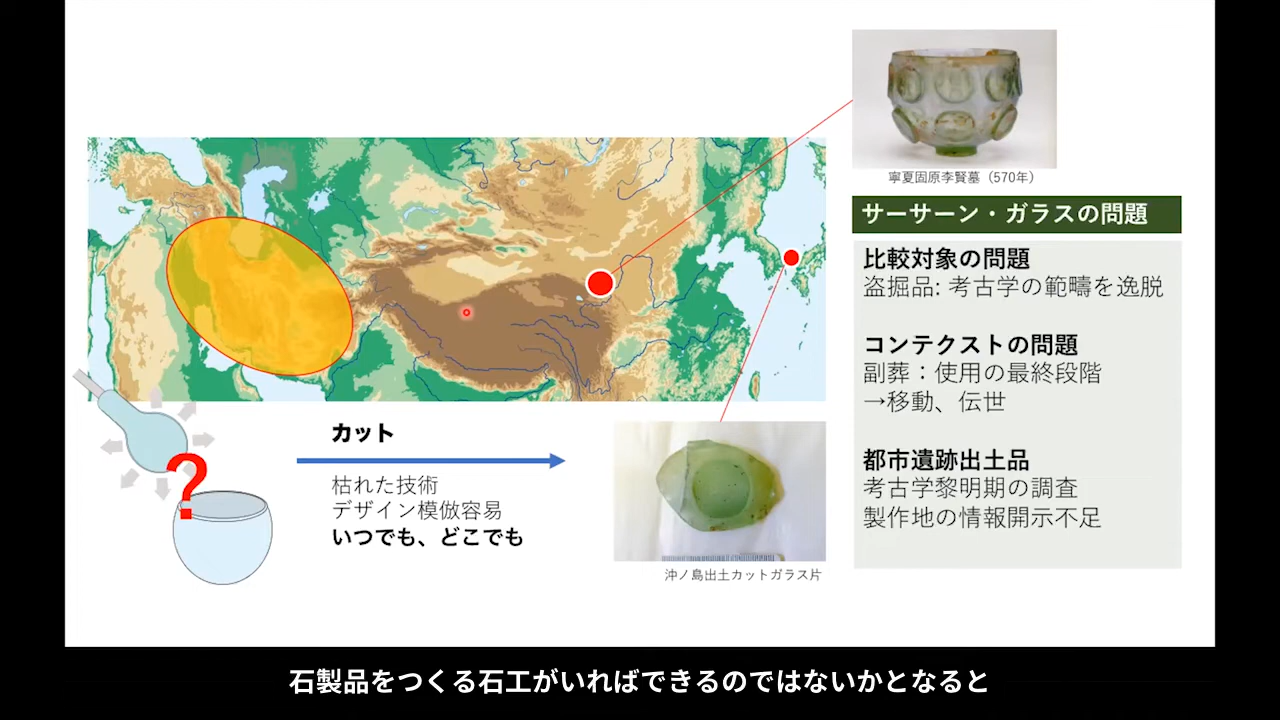 寧夏固原李賢墓（570年）
サーサーン・ガラスの問題
比較対象の問題
盗掘品: 考古学の範疇を逸脱
コンテクストの問題
副葬：使用の最終段階
→移動、伝世
都市遺跡出土品
考古学黎明期の調査
製作地の情報開示不足
カット
枯れた技術
デザイン模倣容易
いつでも、どこでも
?
沖ノ島出土カットガラス片
石製品をつくる石工がいればできるのではないかとなると